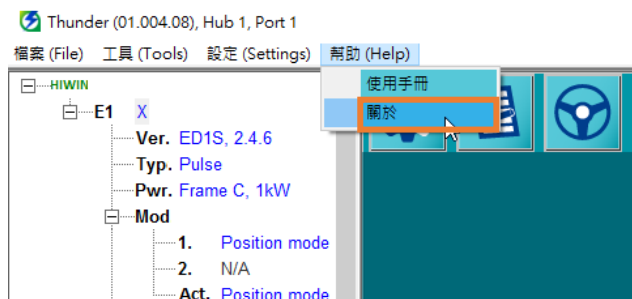 Thunder (01.004.08), Hub 1, Port 1
檔案 (File) 工具 (Tools) 設定 (Settings) 幫助 (Help)
使用手冊
關於
HIWIN
E1 X
Ver. ED1S, 2.4.6
Typ. Pulse
Pwr. Frame C, 1kW
Mod
1. Position mode
2. N/A
Act. Position mode